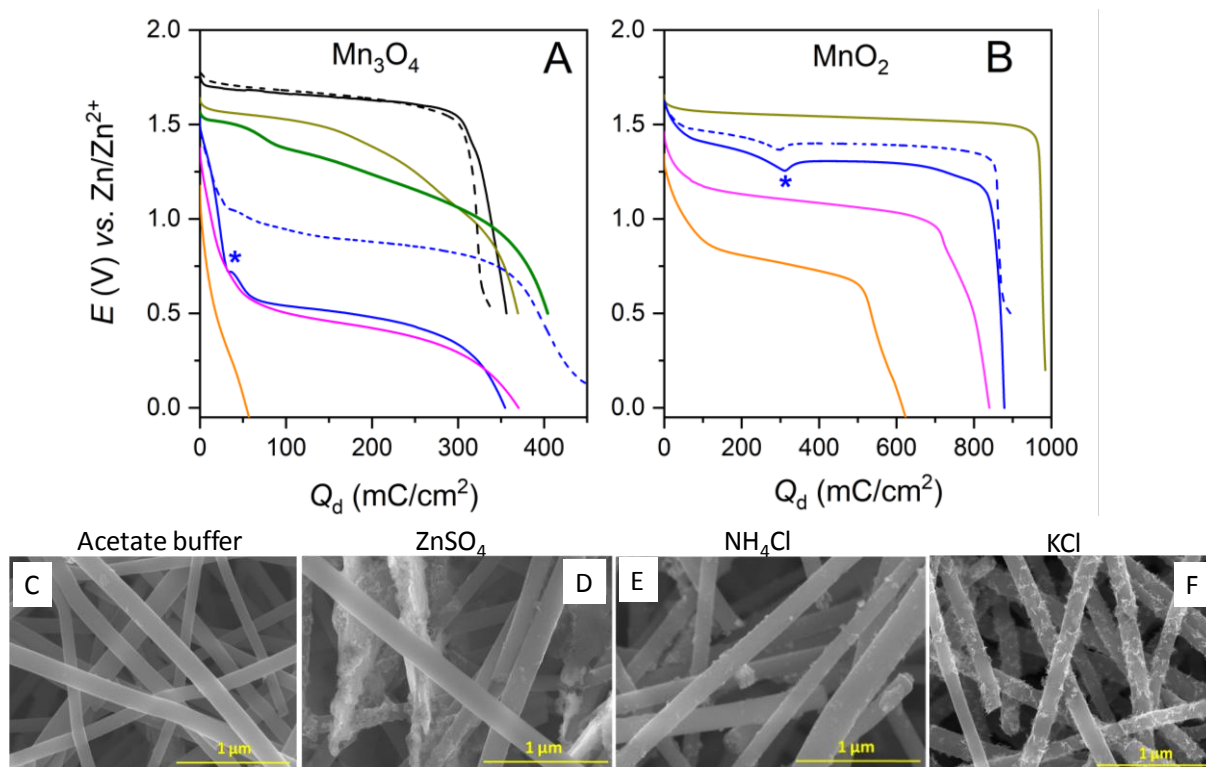 Mn₃O₄ A
MnO₂ B
2.0
1.5
1.0
0.5
0.0
E (V) vs. Zn/Zn²⁺
*
*
0 100 200 300 400
0 200 400 600 800 1000
Q_d (mC/cm²)
Q_d (mC/cm²)
2.0
1.5
1.0
0.5
0.0
Acetate buffer ZnSO₄ NH₄Cl KCl
C D E F
1 μm 1 μm 1 μm 1 μm